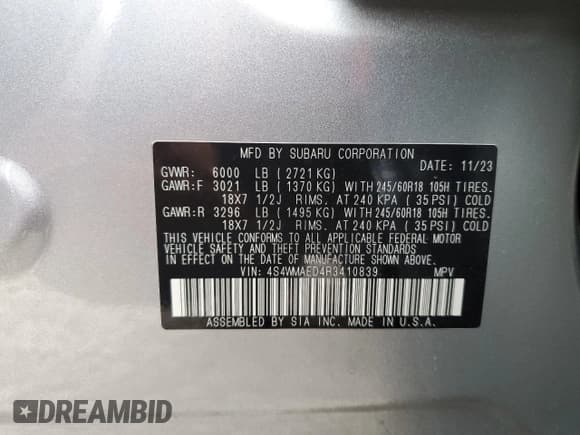 MFD BY SUBARU CORPORATION
DATE: 11/23
GVWR: 6000 LB ( 2721 KG)
GAWR:F 3021 LB ( 1370 KG) WITH 245/60R18 105H TIRES.
18X7 1/2J RIMS. AT 240 KPA ( 35 PSI) COLD
GAWR:R 3296 LB ( 1495 KG) WITH 245/60R18 105H TIRES.
18X7 1/2J RIMS. AT 240 KPA ( 35 PSI) COLD
THIS VEHICLE CONFORMS TO ALL APPLICABLE FEDERAL MOTOR
VEHICLE SAFETY AND THEFT PREVENTION STANDARDS
IN EFFECT ON THE DATE OF MANUFACTURE SHOWN ABOVE.
VIN: 4S4WMAED4R3410839 MPV
ASSEMBLED BY SIA INC. MADE IN U.S.A.
DREAMBID